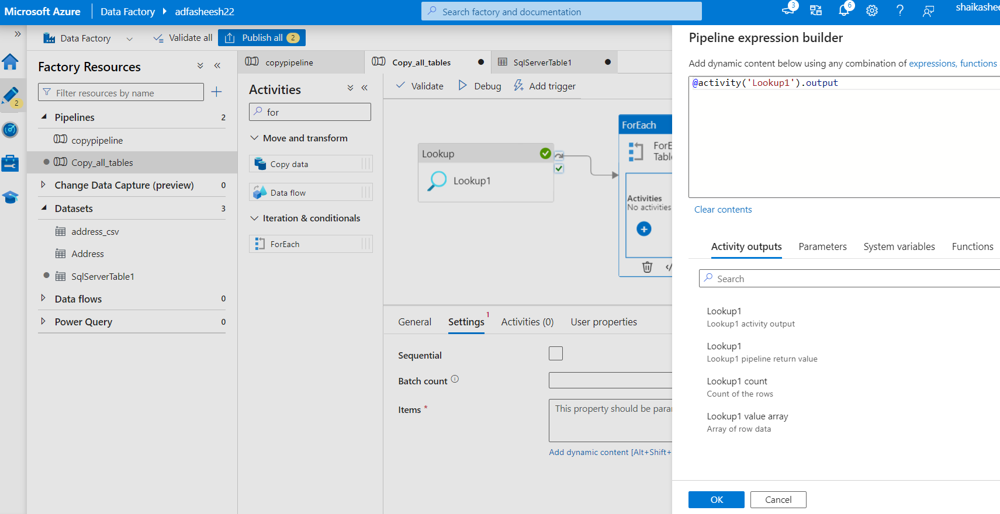 Microsoft Azure
Data Factory
adfasheesh22
Search factory and documentation
3
6
shaikashee
»
Data Factory
Validate all
Publish all
2
2
Factory Resources
Filter resources by name
Pipelines
2
copypipeline
Copy_all_tables
Change Data Capture (preview)
0
Datasets
3
address_csv
Address
SqlServerTable1
Data flows
0
Power Query
0
copypipeline
Copy_all_tables
SqlServerTable1
Activities
for
Move and transform
Copy data
Data flow
Iteration & conditionals
ForEach
Validate
Debug
Add trigger
Lookup
Lookup1
ForEach
ForE
Table
Activities
No activities
General
Settings
1
Activities (0)
User properties
Sequential
Batch count
Items *
This property should be parar
Add dynamic content [Alt+Shift+
Pipeline expression builder
Add dynamic content below using any combination of expressions, functions
@activity('Lookup1').output
Clear contents
Activity outputs
Parameters
System variables
Functions
Search
Lookup1
Lookup1 activity output
Lookup1
Lookup1 pipeline return value
Lookup1 count
Count of the rows
Lookup1 value array
Array of row data
OK
Cancel